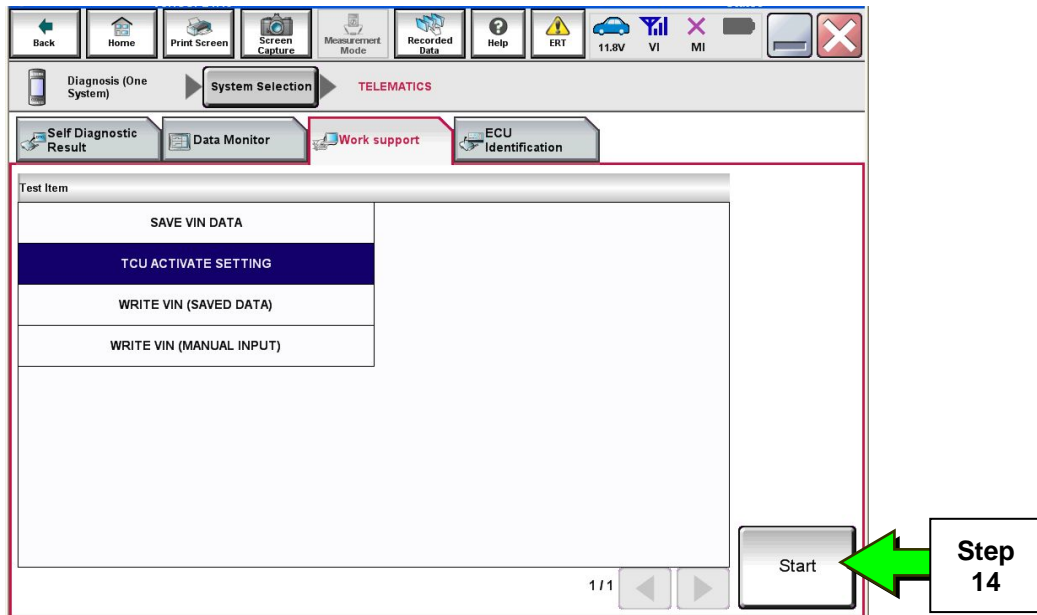 Back
Home
Print Screen
Screen
Capture
Measurement
Mode
Recorded
Data
Help
ERT
11.8V
VI
MI
Diagnosis (One
System)
System Selection
TELEMATICS
Self Diagnostic
Result
Data Monitor
Work support
ECU
Identification
Test Item
SAVE VIN DATA
TCU ACTIVATE SETTING
WRITE VIN (SAVED DATA)
WRITE VIN (MANUAL INPUT)
1/1
Start
Step
14